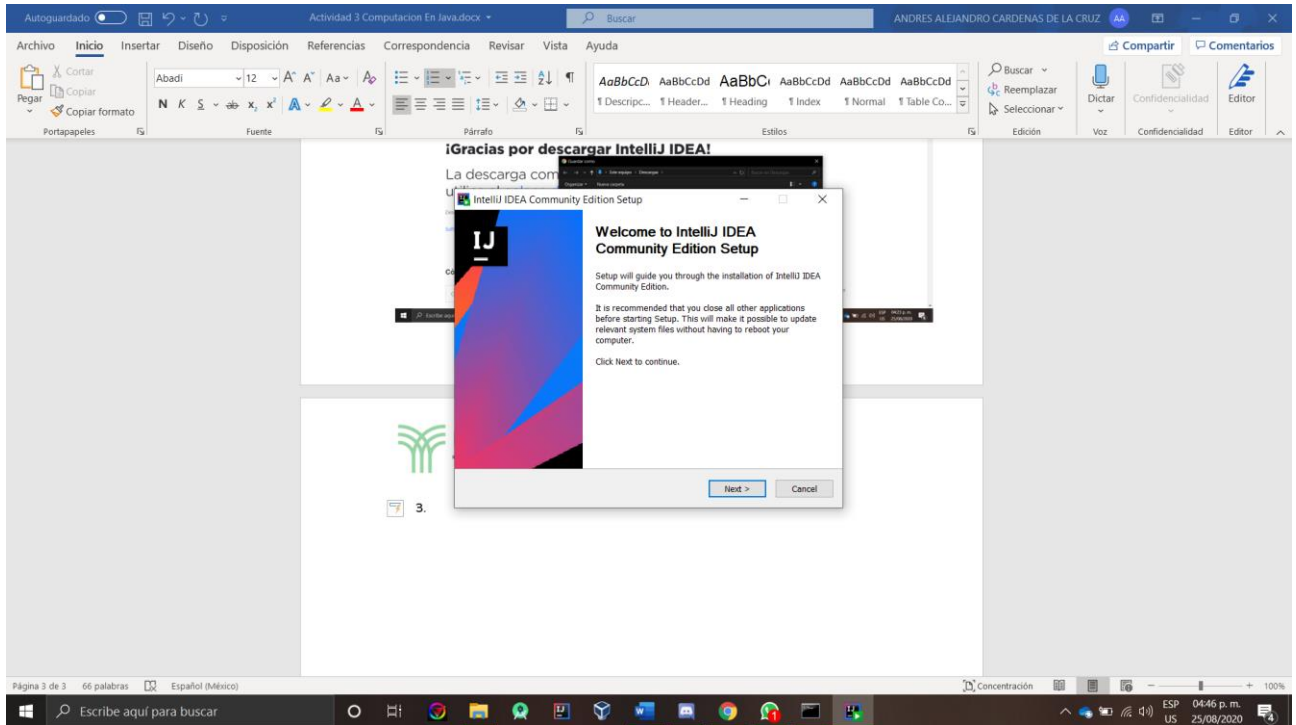 Autoguardado
Actividad 3 Computacion En Java.docx
Buscar
ANDRES ALEJANDRO CARDENAS DE LA CRUZ AA
Archivo Inicio Insertar Diseño Disposición Referencias Correspondencia Revisar Vista Ayuda
Compartir Comentarios
Pegar
Cortar
Copiar
Copiar formato
Portapapeles
Abadi 12 A^ A˅ Aa
N K S ab x₂ x² A A
Fuente
Párrafo
AaBbCcD AaBbCcDd AaBbC AaBbCcDd AaBbCcDd AaBbCcDd
¶ Descripc... ¶ Header... ¶ Heading ¶ Index ¶ Normal ¶ Table Co...
Estilos
Buscar
Reemplazar
Seleccionar
Edición
Dictar
Voz
Confidencialidad
Confidencialidad
Editor
Editor
¡Gracias por descargar IntelliJ IDEA!
La descarga com
Guardar como
IntelliJ IDEA Community Edition Setup
IJ
Welcome to IntelliJ IDEA
Community Edition Setup
Setup will guide you through the installation of IntelliJ IDEA
Community Edition.
It is recommended that you close all other applications
before starting Setup. This will make it possible to update
relevant system files without having to reboot your
computer.
Click Next to continue.
Next >
Cancel
3.
Página 3 de 3 66 palabras Español (México)
Concentración
100%
Escribe aquí para buscar
ESP
US
04:46 p. m.
25/08/2020